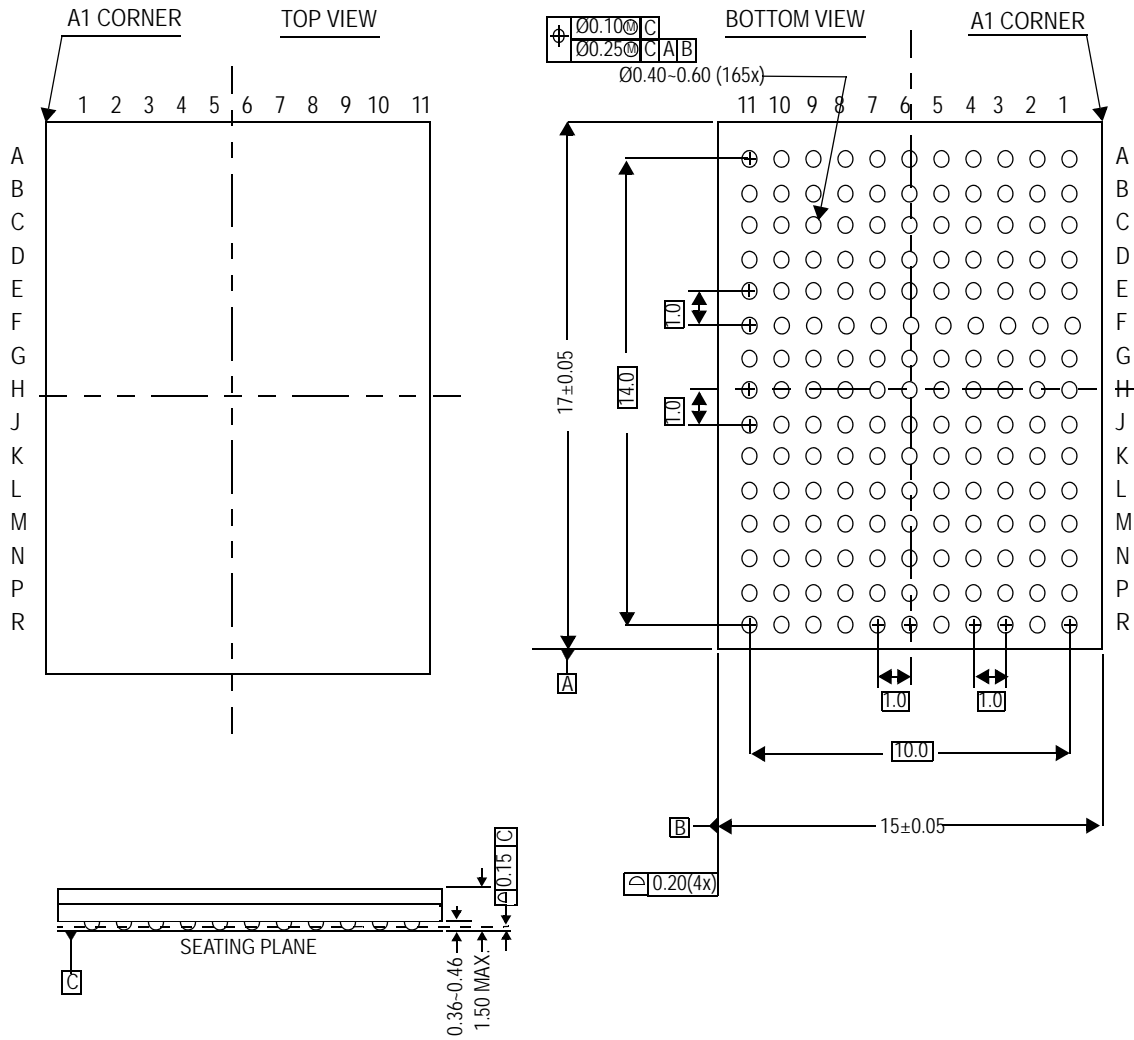 A1 CORNER
TOP VIEW
1 2 3 4 5 6 7 8 9 10 11
A
B
C
D
E
F
G
H
J
K
L
M
N
P
R
Ø0.10Ⓜ C
Ø0.25Ⓜ C A B
Ø0.40~0.60 (165x)
BOTTOM VIEW
A1 CORNER
11 10 9 8 7 6 5 4 3 2 1
A
B
C
D
E
F
G
H
J
K
L
M
N
P
R
1.0
1.0
14.0
17±0.05
A
1.0
1.0
10.0
B
15±0.05
0.20(4x)
0.15 C
SEATING PLANE
C
0.36~0.46
1.50 MAX.